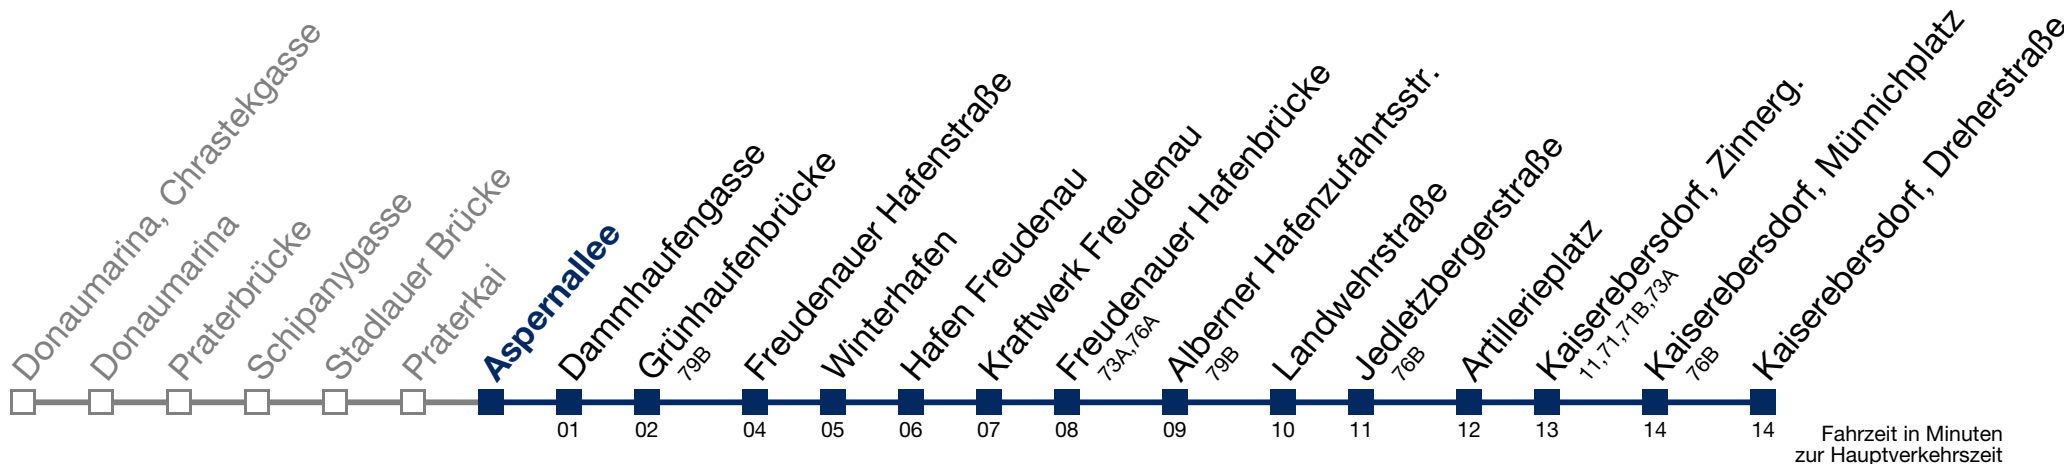 Donaumarina, Chrastekgasse
Donaumarina
Praterbrücke
Schipanygasse
Stadlauer Brücke
Praterkai
Aspernallee
Dammhaufengasse
Grünhaufenbrücke
79B
Freudenauer Hafenstraße
Winterhafen
Hafen Freudenau
Kraftwerk Freudenau
Freudenauer Hafenbrücke
73A,76A
Alberner Hafenzufahrtsstr.
79B
Landwehrstraße
Jedletzbergerstraße
76B
Artillerieplatz
Kaiserebersdorf, Zinnerg.
11,71,71B,73A
Kaiserebersdorf, Münnichplatz
76B
Kaiserebersdorf, Dreherstraße
01 02 04 05 06 07 08 09 10 11 12 13 14 14
Fahrzeit in Minuten
zur Hauptverkehrszeit